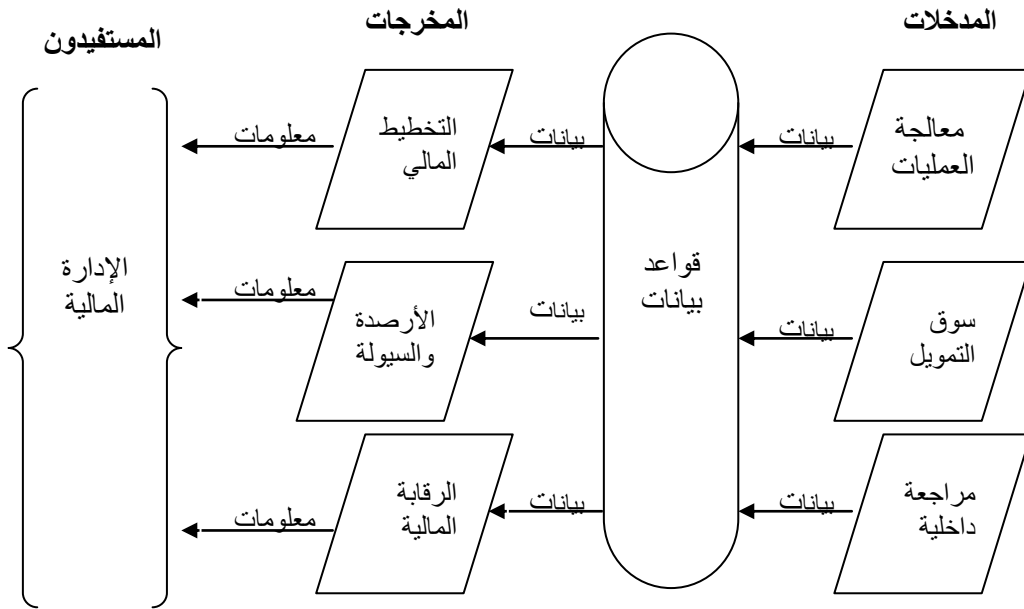 المدخلات
المخرجات
المستفيدون
معالجة
العمليات
بيانات
بيانات
التخطيط
المالي
معلومات
قواعد
بيانات
الإدارة
المالية
سوق
التمويل
بيانات
بيانات
الأرصدة
والسيولة
معلومات
مراجعة
داخلية
بيانات
بيانات
الرقابة
المالية
معلومات